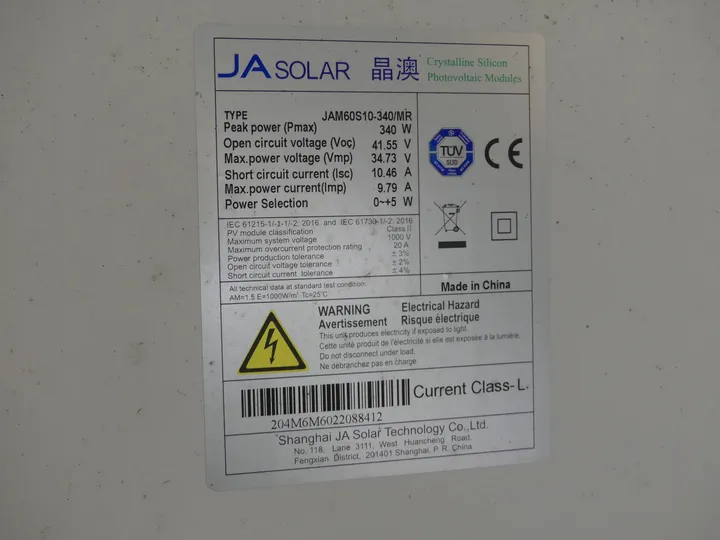 JA SOLAR 晶澳 Crystalline Silicon
Photovoltaic Modules
TYPE JAM60S10-340/MR
Peak power (Pmax) 340 W
Open circuit voltage (Voc) 41.55 V
Max.power voltage (Vmp) 34.73 V
Short circuit current (Isc) 10.46 A
Max.power current(Imp) 9.79 A
Power Selection 0~+5 W
TÜV
SÜD
CE
IEC 61215-1/-1-1/-2: 2016 and IEC 61730-1/-2: 2016
PV module classification Class II
Maximum system voltage 1000 V
Maximum overcurrent protection rating 20 A
Power production tolerance ±3%
Open circuit voltage tolerance ±2%
Short circuit current tolerance ±4%
All technical data at standard test condition:
AM=1.5 E=1000W/m² Tc=25°C
Made in China
WARNING Electrical Hazard
Avertissement Risque électrique
This unit produces electricity if exposed to light.
Cette unité produit de l'électricité si elle est exposée à la lumière.
Do not disconnect under load.
Ne débranchez pas en charge.
Current Class-L.
204M6M6022088412
Shanghai JA Solar Technology Co.,Ltd.
No. 118, Lane 3111, West Huancheng Road,
Fengxian District, 201401 Shanghai, P. R. China